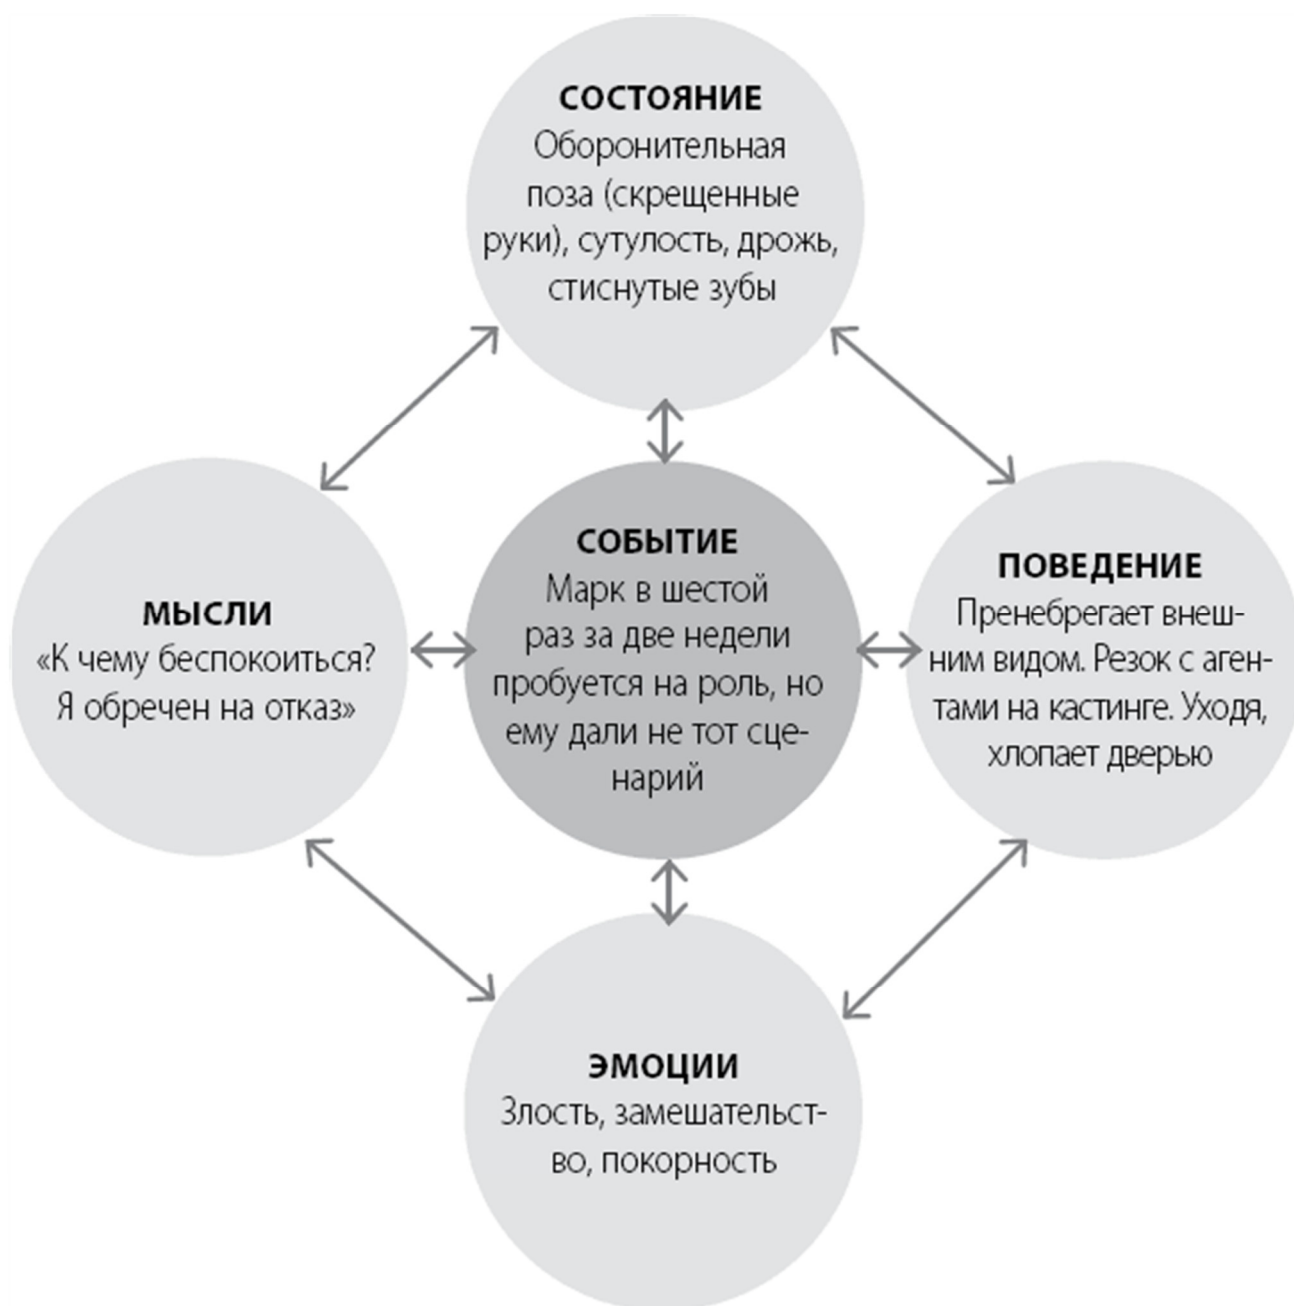 СОСТОЯНИЕ
Оборонительная
поза (скрещенные
руки), сутулость, дрожь,
стиснутые зубы
МЫСЛИ
«К чему беспокоиться?
Я обречен на отказ»
СОБЫТИЕ
Марк в шестой
раз за две недели
пробуется на роль, но
ему дали не тот сце-
нарий
ПОВЕДЕНИЕ
Пренебрегает внеш-
ним видом. Резок с аген-
тами на кастинге. Уходя,
хлопает дверью
ЭМОЦИИ
Злость, замешательст-
во, покорность